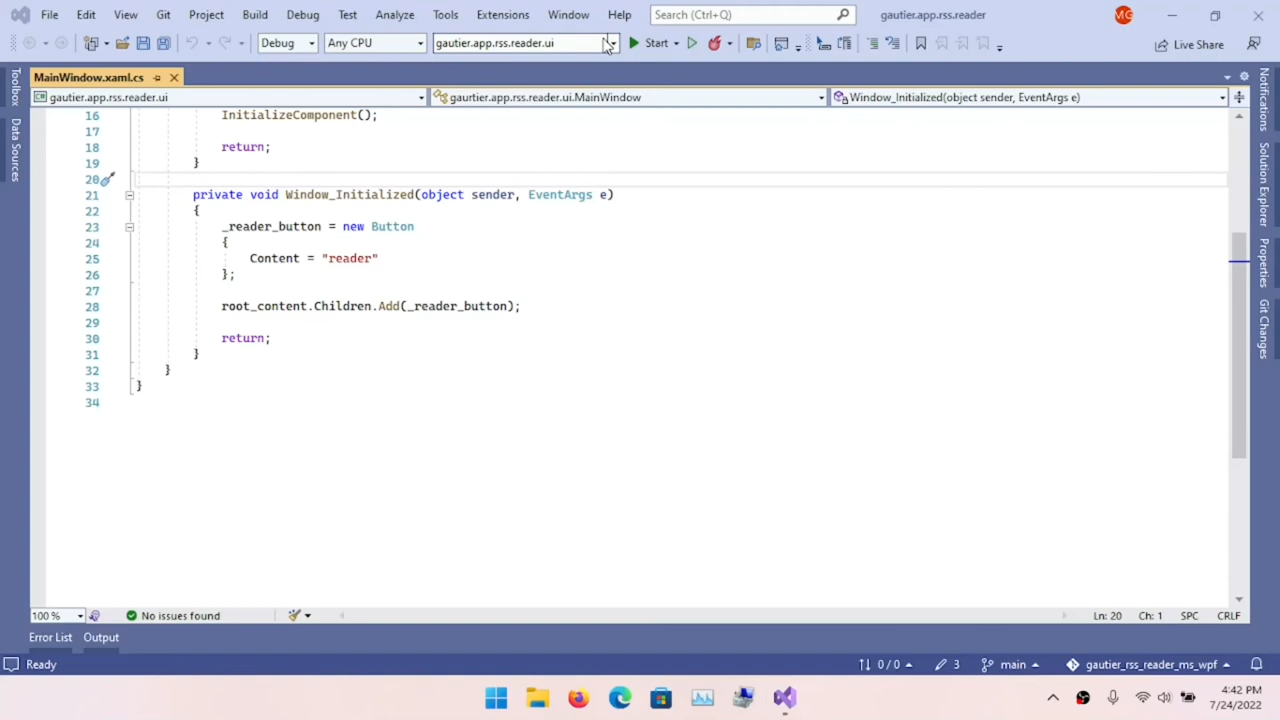 File Edit View Git Project Build Debug Test Analyze Tools Extensions Window Help Search (Ctrl+Q) gautier.app.rss.reader MG
Debug Any CPU gautier.app.rss.reader.ui Start Live Share
MainWindow.xaml.cs
gautier.app.rss.reader.ui gaurtier.app.rss.reader.ui.MainWindow Window_Initialized(object sender, EventArgs e)
Toolbox
Data Sources
16 InitializeComponent();
17
18 return;
19 }
20
21 private void Window_Initialized(object sender, EventArgs e)
22 {
23 _reader_button = new Button
24 {
25 Content = "reader"
26 };
27
28 root_content.Children.Add(_reader_button);
29
30 return;
31 }
32 }
33 }
34
Notifications
Solution Explorer
Properties
Git Changes
100 % No issues found Ln: 20 Ch: 1 SPC CRLF
Error List Output
Ready 0 / 0 3 main gautier_rss_reader_ms_wpf
4:42 PM
7/24/2022